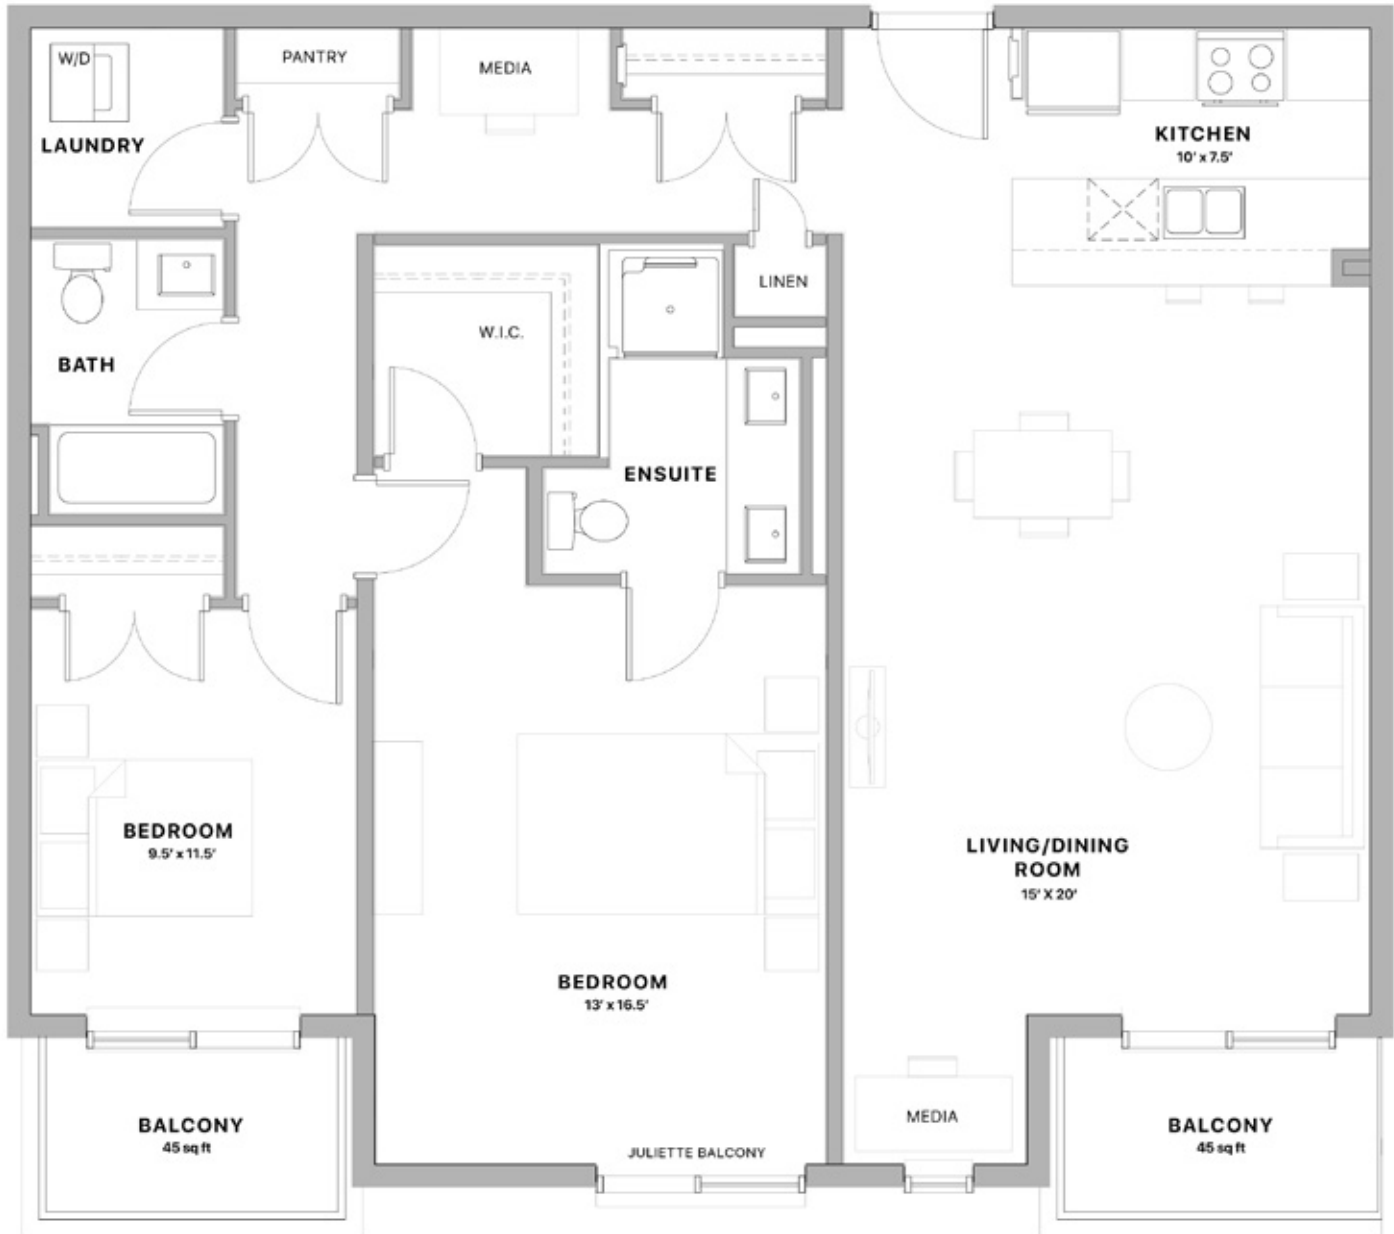 W/D
LAUNDRY
PANTRY
MEDIA
KITCHEN
10' x 7.5'
BATH
W.I.C.
LINEN
ENSUITE
BEDROOM
9.5' x 11.5'
BEDROOM
13' x 16.5'
LIVING/DINING
ROOM
15' X 20'
BALCONY
45 sq ft
JULIETTE BALCONY
MEDIA
BALCONY
45 sq ft